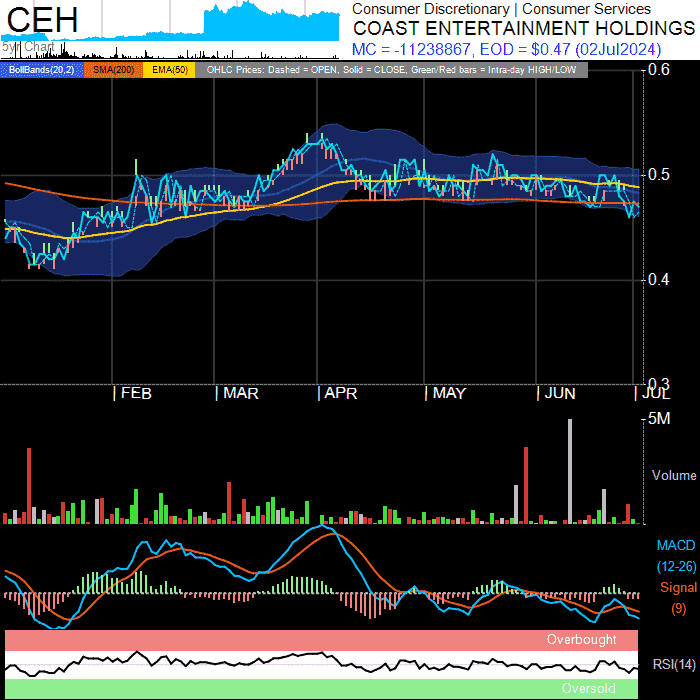 CEH
Consumer Discretionary | Consumer Services
COAST ENTERTAINMENT HOLDINGS
MC = -11238867, EOD = $0.47 (02Jul2024)
5yr Chart
BollBands(20,2) SMA(200) EMA(50) OHLC Prices: Dashed = OPEN, Solid = CLOSE, Green/Red bars = Intra-day HIGH/LOW
0.6
0.5
0.4
0.3
FEB MAR APR MAY JUN JUL
5M
Volume
MACD
(12-26)
Signal
(9)
Overbought
RSI(14)
Oversold